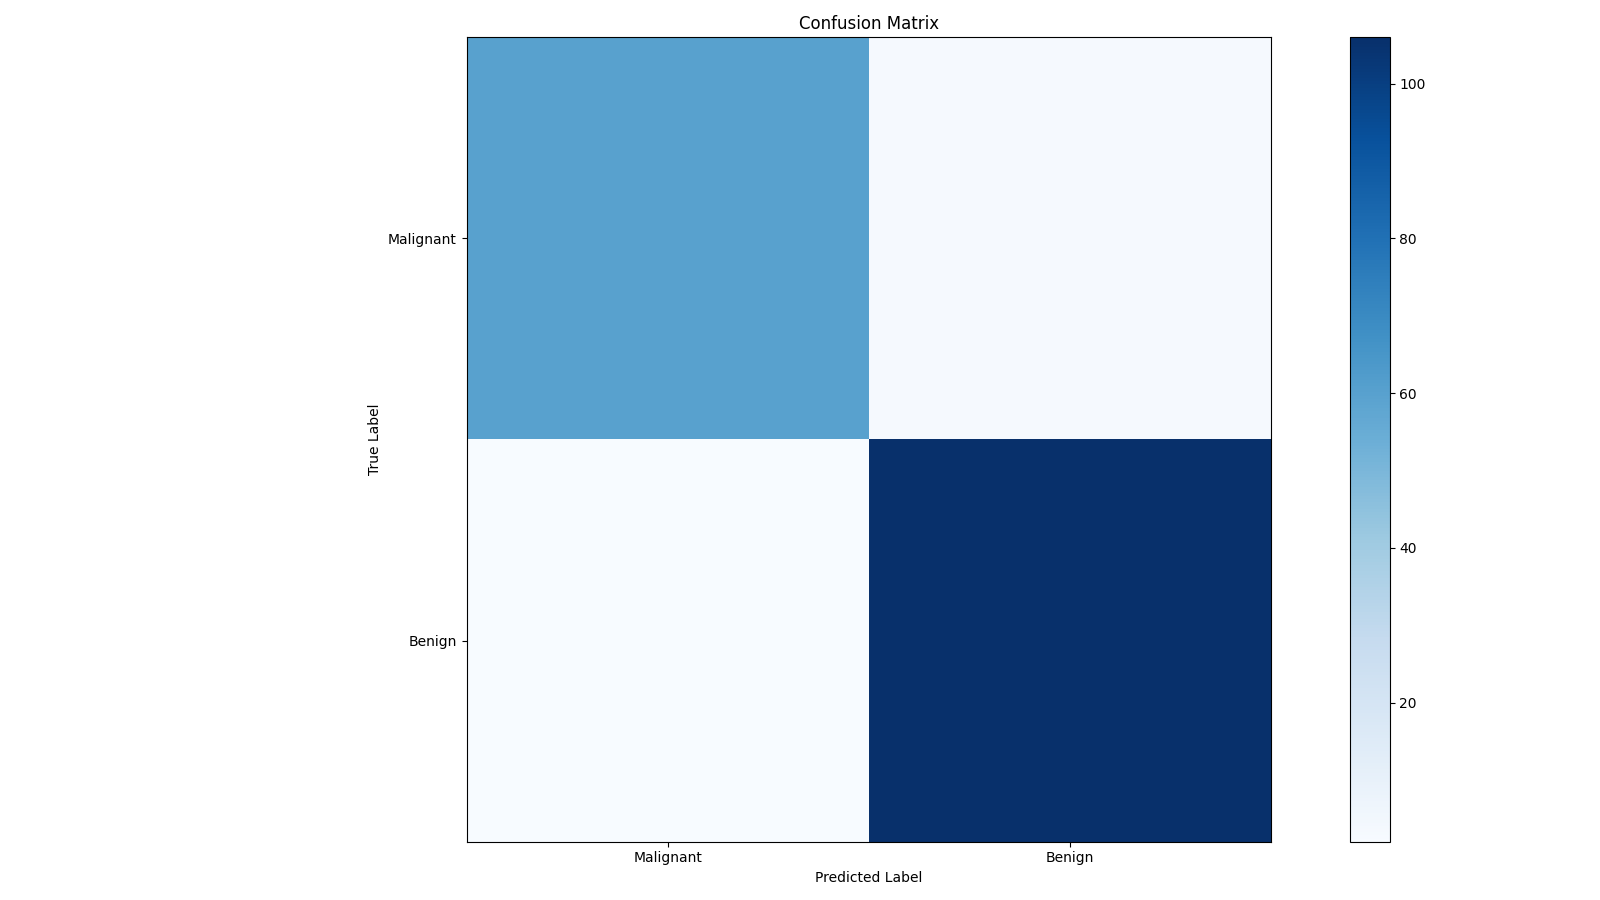 Confusion Matrix
100
80
60
40
20
Malignant
Benign
True Label
Malignant
Benign
Predicted Label